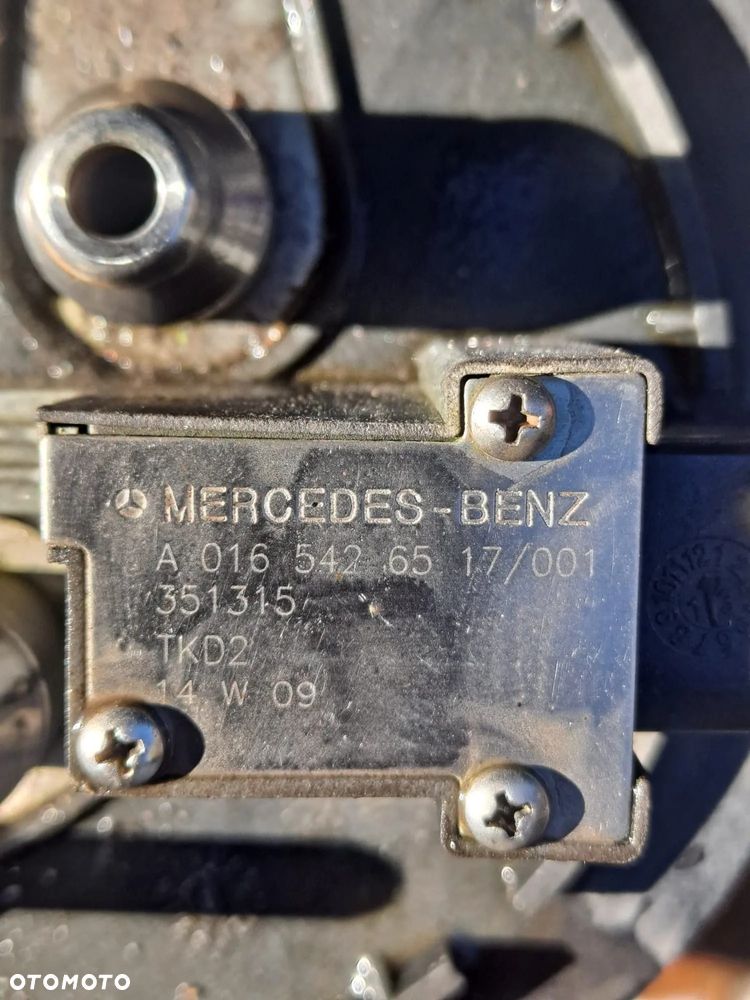 MERCEDES-BENZ
A 016 542 65 17/001
351315
TKD2
14 W 09
OTOMOTO